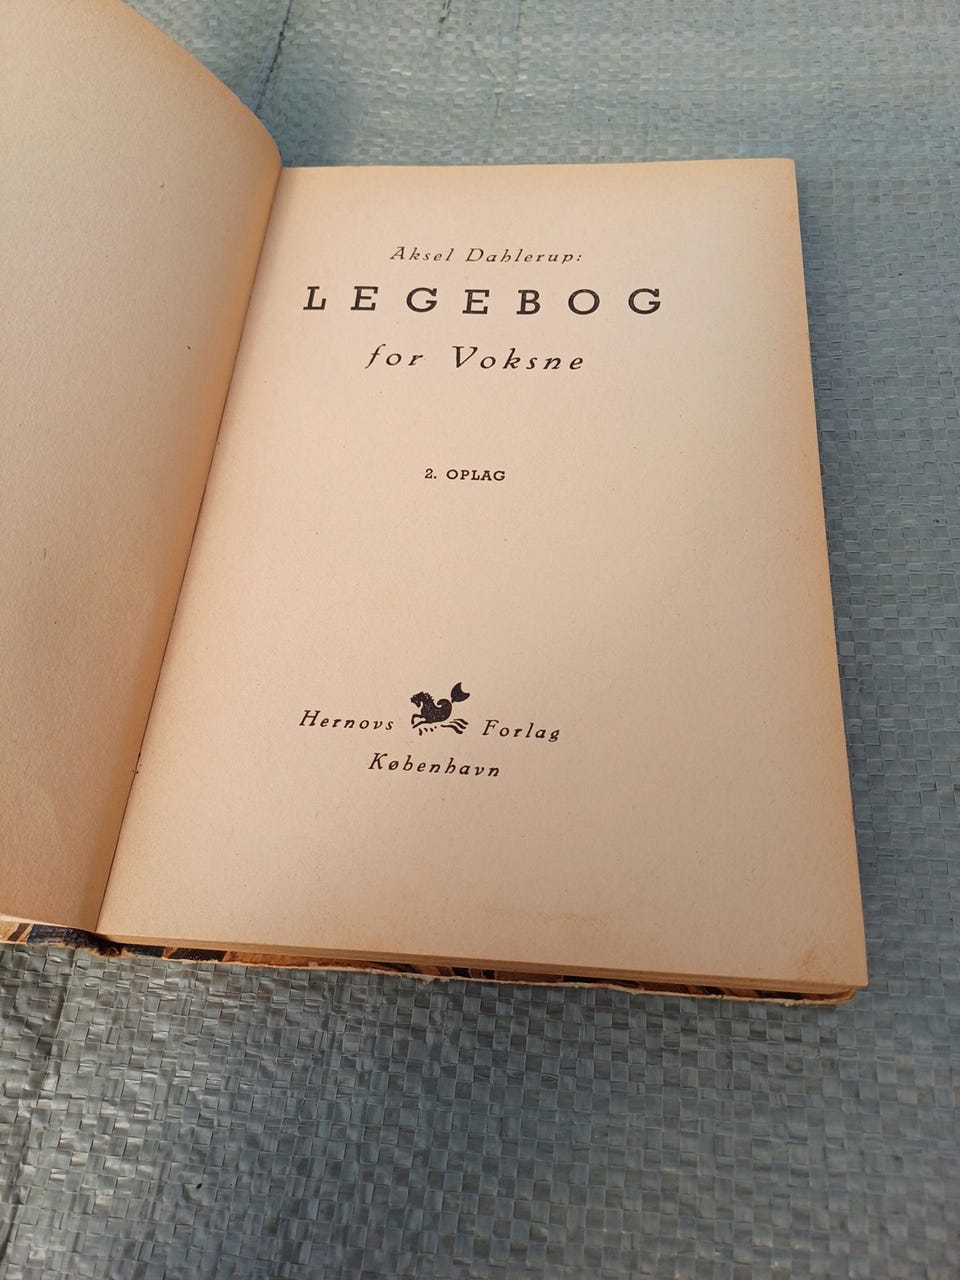 Aksel Dahlerup:
LEGEBOG
for Voksne
2. OPLAG
Hernovs Forlag
København